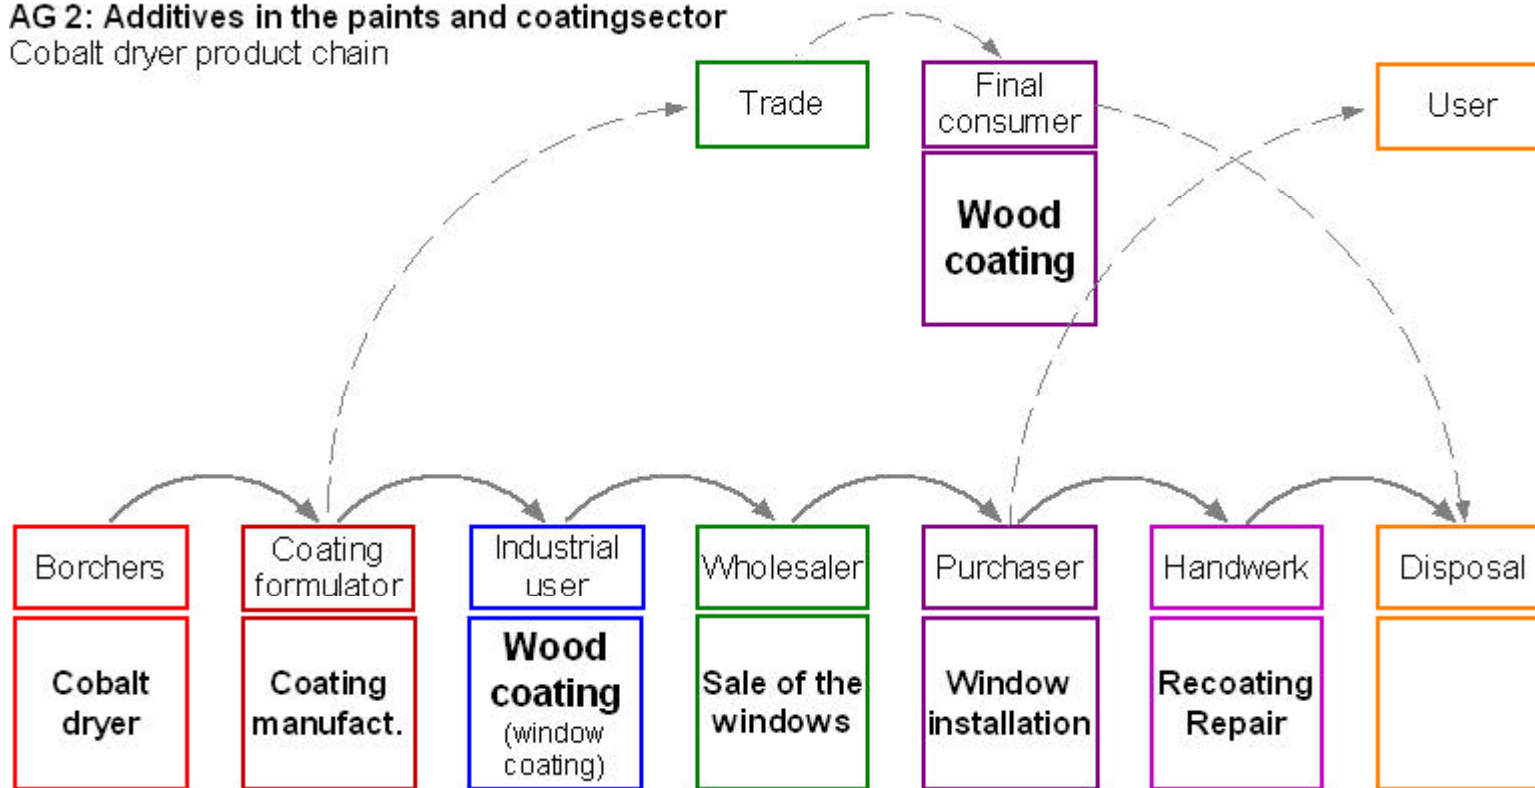 AG 2: Additives in the paints and coatingsector
Cobalt dryer product chain
Trade
Final
consumer
User
Wood
coating
Borchers
Coating
formulator
Industrial
user
Wholesaler
Purchaser
Handwerk
Disposal
Cobalt
dryer
Coating
manufact.
Wood
coating
(window
coating)
Sale of the
windows
Window
installation
Recoating
Repair